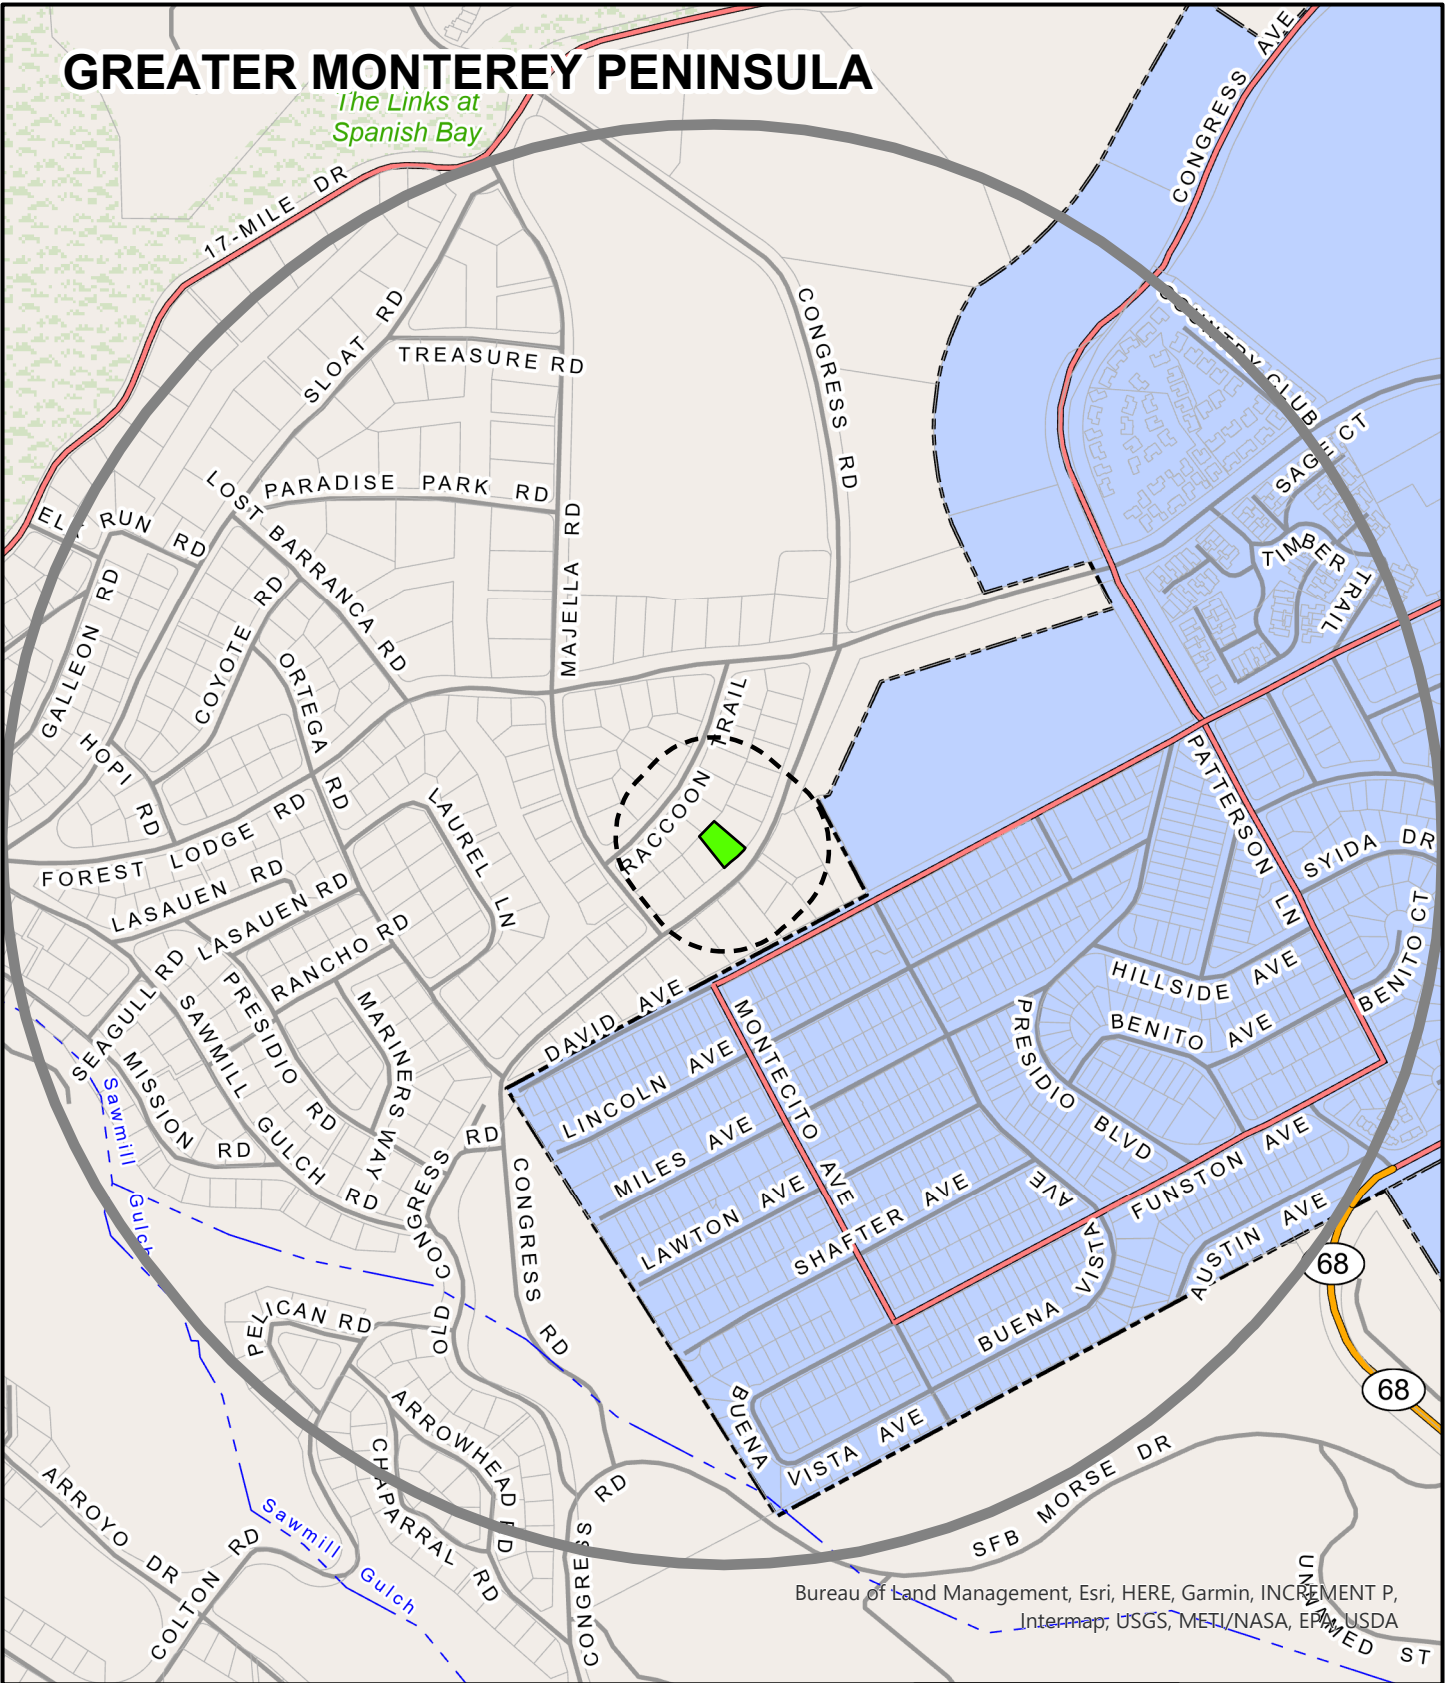 GREATER MONTEREY PENINSULA
The Links at
Spanish Bay
17-MILE DR
CONGRESS AVE
SLOAT RD
TREASURE RD
CONGRESS RD
COUNTRY CLUB
SAGE CT
TIMBER TRAIL
PARADISE PARK RD
LOST BARRANCA RD
ELK RUN RD
GALLEON RD
COYOTE RD
ORTEGA RD
MAJELLA RD
HOPI RD
RACCOON TRAIL
LAUREL LN
PATTERSON LN
FOREST LODGE RD
LASAUEN RD
LASAUEN RD
RANCHO RD
SYIDA DR
BENITO CT
HILLSIDE AVE
BENITO AVE
SEAGULL RD
SAWMILL GULCH RD
PRESIDIO RD
MARINERS WAY
MISSION RD
DAVID AVE
LINCOLN AVE
MONTECITO AVE
MILES AVE
LAWTON AVE
SHAFTER AVE
PRESIDIO BLVD
FUNSTON AVE
AUSTIN AVE
BUENA VISTA AVE
BUENA VISTA AVE
Sawmill Gulch
OLD CONGRESS RD
CONGRESS RD
PELICAN RD
ARROWHEAD RD
CHAPARRAL RD
68
68
ARROYO DR
COLTON RD
Sawmill Gulch
CONGRESS RD
SFB MORSE DR
UNNAMED ST
Bureau of Land Management, Esri, HERE, Garmin, INCREMENT P,
Intermap, USGS, METI/NASA, EPA, USDA